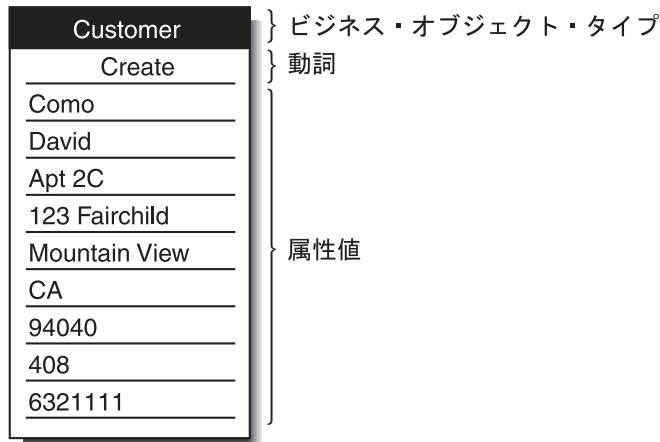 Customer
ビジネス・オブジェクト・タイプ
Create
動詞
Como
David
Apt 2C
123 Fairchild
Mountain View
CA
94040
408
6321111
属性値